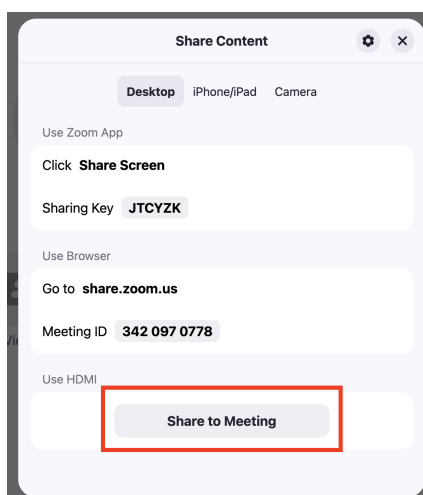 Share Content
Desktop iPhone/iPad Camera
Use Zoom App
Click Share Screen
Sharing Key JTCYZK
Use Browser
Go to share.zoom.us
Meeting ID 342 097 0778
Use HDMI
Share to Meeting